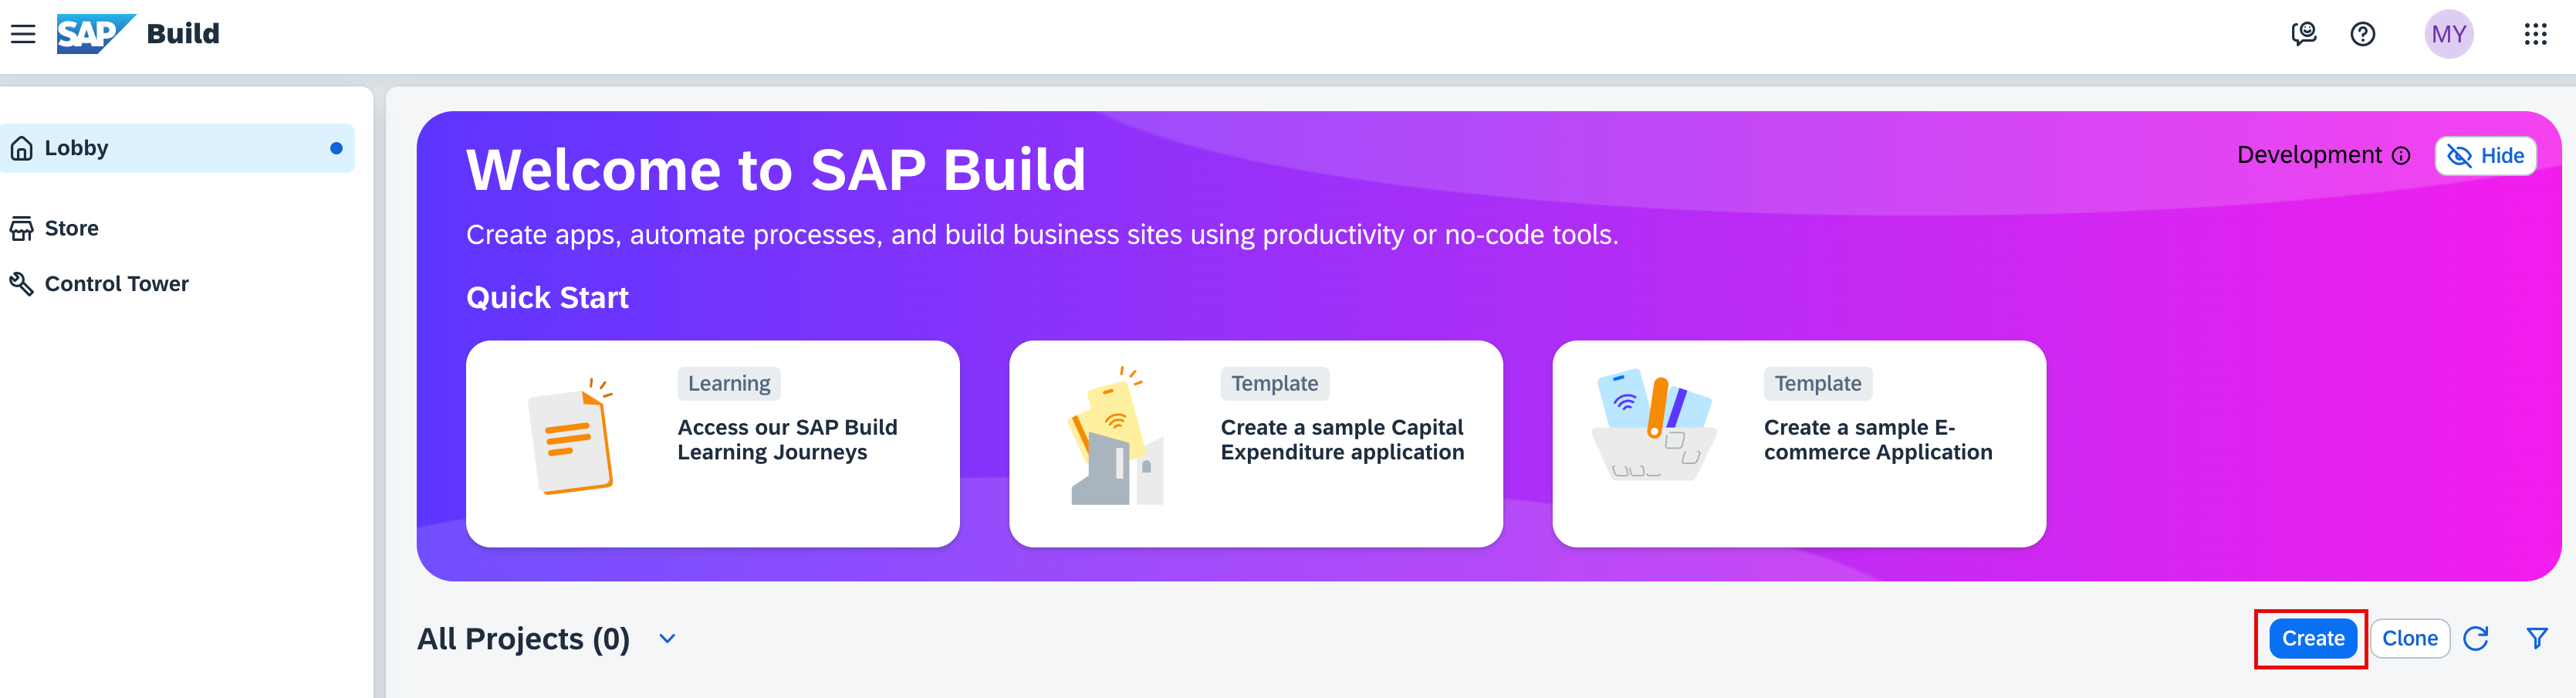 SAP Build
MY
Lobby
Store
Control Tower
Welcome to SAP Build
Development
Hide
Create apps, automate processes, and build business sites using productivity or no-code tools.
Quick Start
Learning
Access our SAP Build
Learning Journeys
Template
Create a sample Capital
Expenditure application
Template
Create a sample E-
commerce Application
All Projects (0)
Create
Clone